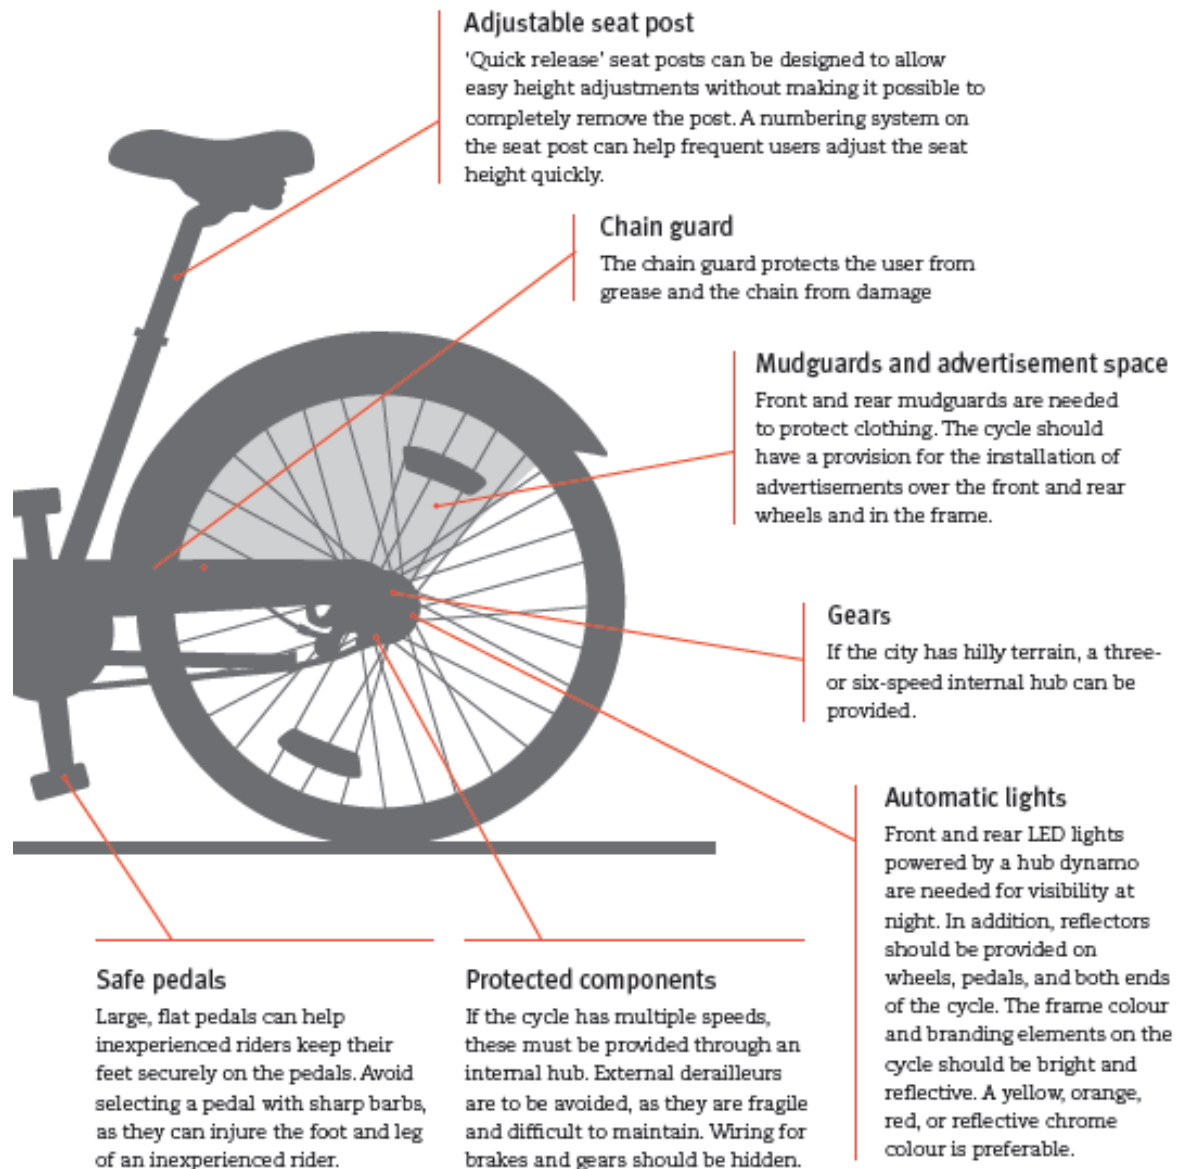 Adjustable seat post
'Quick release' seat posts can be designed to allow
easy height adjustments without making it possible to
completely remove the post. A numbering system on
the seat post can help frequent users adjust the seat
height quickly.
Chain guard
The chain guard protects the user from
grease and the chain from damage
Mudguards and advertisement space
Front and rear mudguards are needed
to protect clothing. The cycle should
have a provision for the installation of
advertisements over the front and rear
wheels and in the frame.
Gears
If the city has hilly terrain, a three-
or six-speed internal hub can be
provided.
Automatic lights
Front and rear LED lights
powered by a hub dynamo
are needed for visibility at
night. In addition, reflectors
should be provided on
wheels, pedals, and both ends
of the cycle. The frame colour
and branding elements on the
cycle should be bright and
reflective. A yellow, orange,
red, or reflective chrome
colour is preferable.
Safe pedals
Large, flat pedals can help
inexperienced riders keep their
feet securely on the pedals. Avoid
selecting a pedal with sharp barbs,
as they can injure the foot and leg
of an inexperienced rider.
Protected components
If the cycle has multiple speeds,
these must be provided through an
internal hub. External derailleurs
are to be avoided, as they are fragile
and difficult to maintain. Wiring for
brakes and gears should be hidden.